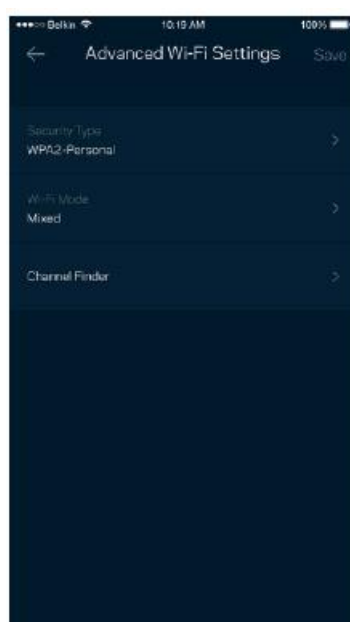 Belkin 10:19 AM 100%
Advanced Wi-Fi Settings Save
Security Type
WPA2-Personal
Wi-Fi Mode
Mixed
Channel Finder